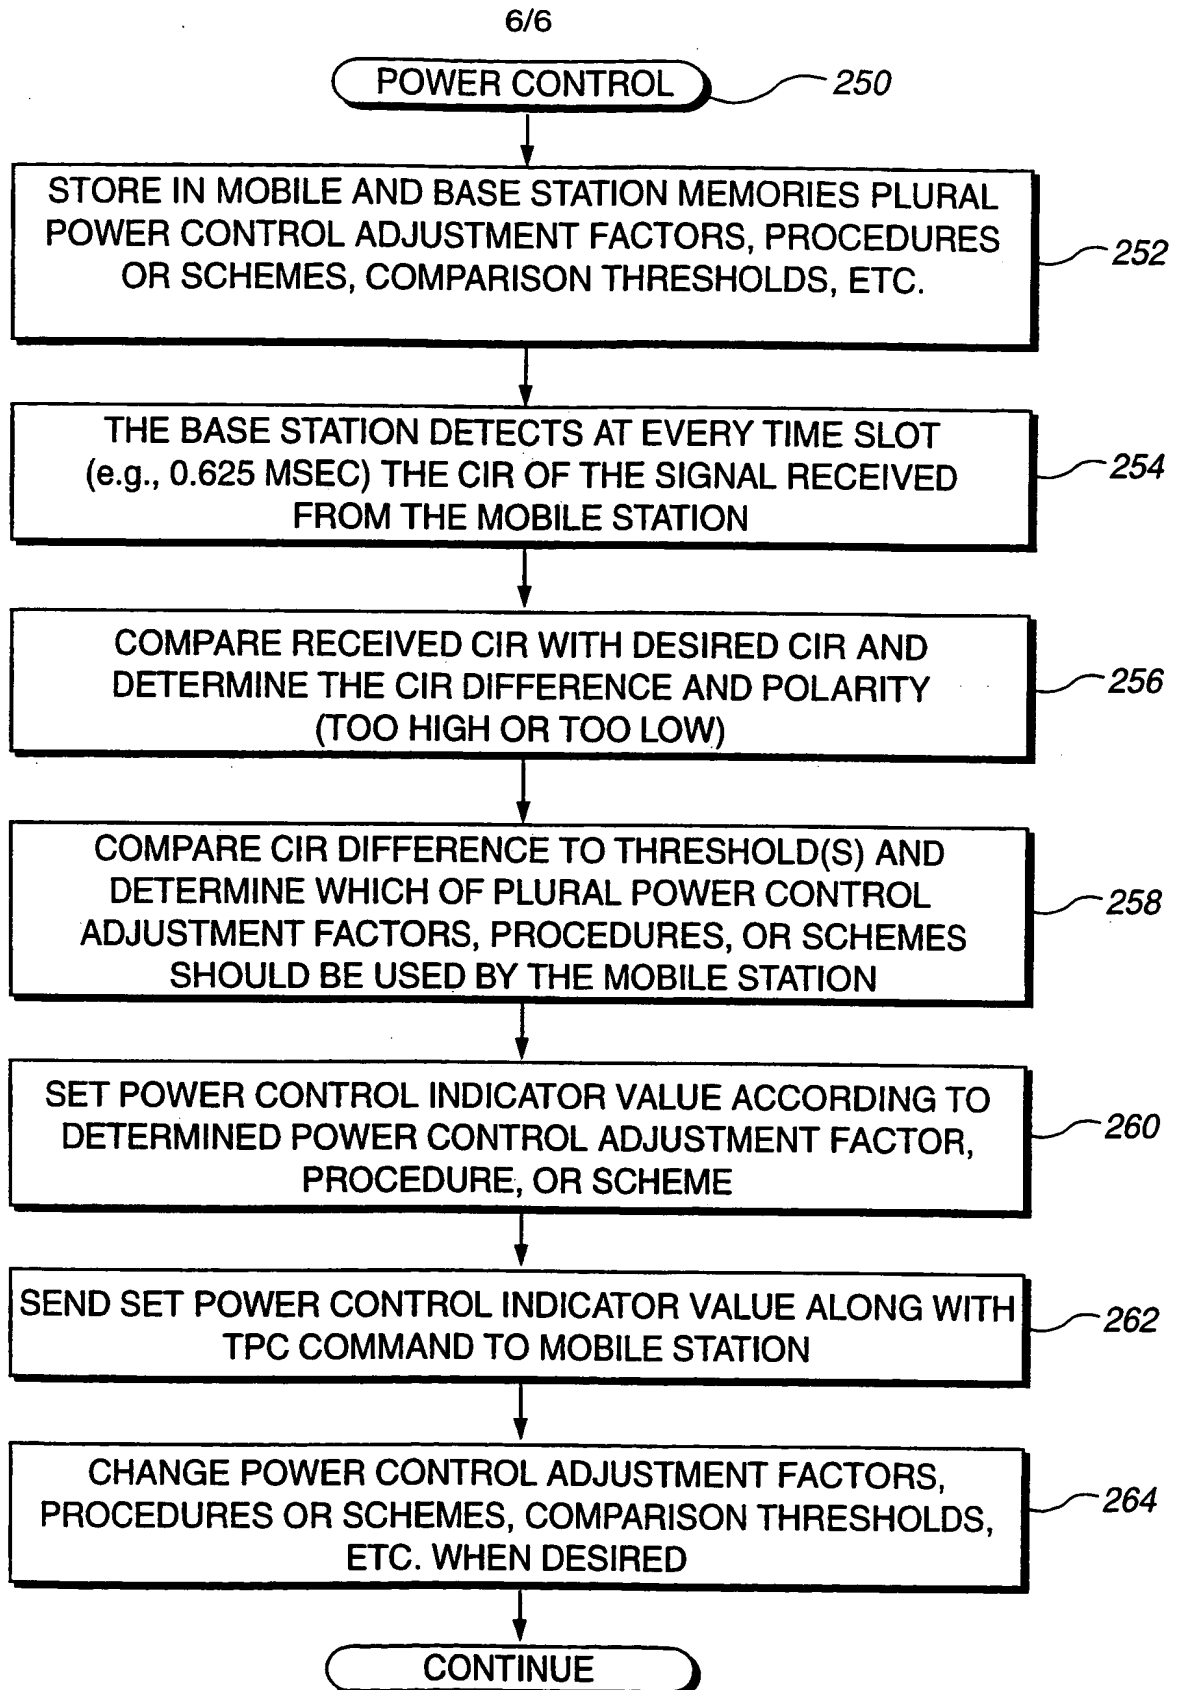 6/6
POWER CONTROL
250
STORE IN MOBILE AND BASE STATION MEMORIES PLURAL
POWER CONTROL ADJUSTMENT FACTORS, PROCEDURES
OR SCHEMES, COMPARISON THRESHOLDS, ETC.
252
THE BASE STATION DETECTS AT EVERY TIME SLOT
(e.g., 0.625 MSEC) THE CIR OF THE SIGNAL RECEIVED
FROM THE MOBILE STATION
254
COMPARE RECEIVED CIR WITH DESIRED CIR AND
DETERMINE THE CIR DIFFERENCE AND POLARITY
(TOO HIGH OR TOO LOW)
256
COMPARE CIR DIFFERENCE TO THRESHOLD(S) AND
DETERMINE WHICH OF PLURAL POWER CONTROL
ADJUSTMENT FACTORS, PROCEDURES, OR SCHEMES
SHOULD BE USED BY THE MOBILE STATION
258
SET POWER CONTROL INDICATOR VALUE ACCORDING TO
DETERMINED POWER CONTROL ADJUSTMENT FACTOR,
PROCEDURE, OR SCHEME
260
SEND SET POWER CONTROL INDICATOR VALUE ALONG WITH
TPC COMMAND TO MOBILE STATION
262
CHANGE POWER CONTROL ADJUSTMENT FACTORS,
PROCEDURES OR SCHEMES, COMPARISON THRESHOLDS,
ETC. WHEN DESIRED
264
CONTINUE